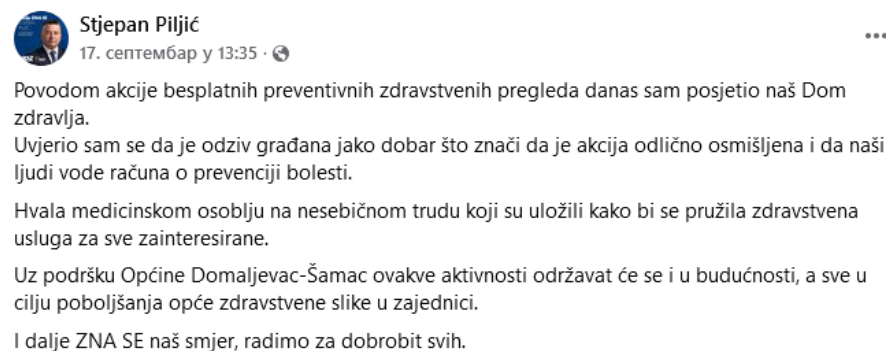 Stjepan Piljić
17. септембар у 13:35 ·
Povodom akcije besplatnih preventivnih zdravstvenih pregleda danas sam posjetio naš Dom
zdravlja.
Uvjerio sam se da je odziv građana jako dobar što znači da je akcija odlično osmišljena i da naši
ljudi vode računa o prevenciji bolesti.
Hvala medicinskom osoblju na nesebičnom trudu koji su uložili kako bi se pružila zdravstvena
usluga za sve zainteresirane.
Uz podršku Općine Domaljevac-Šamac ovakve aktivnosti održavat će se i u budućnosti, a sve u
cilju poboljšanja opće zdravstvene slike u zajednici.
I dalje ZNA SE naš smjer, radimo za dobrobit svih.